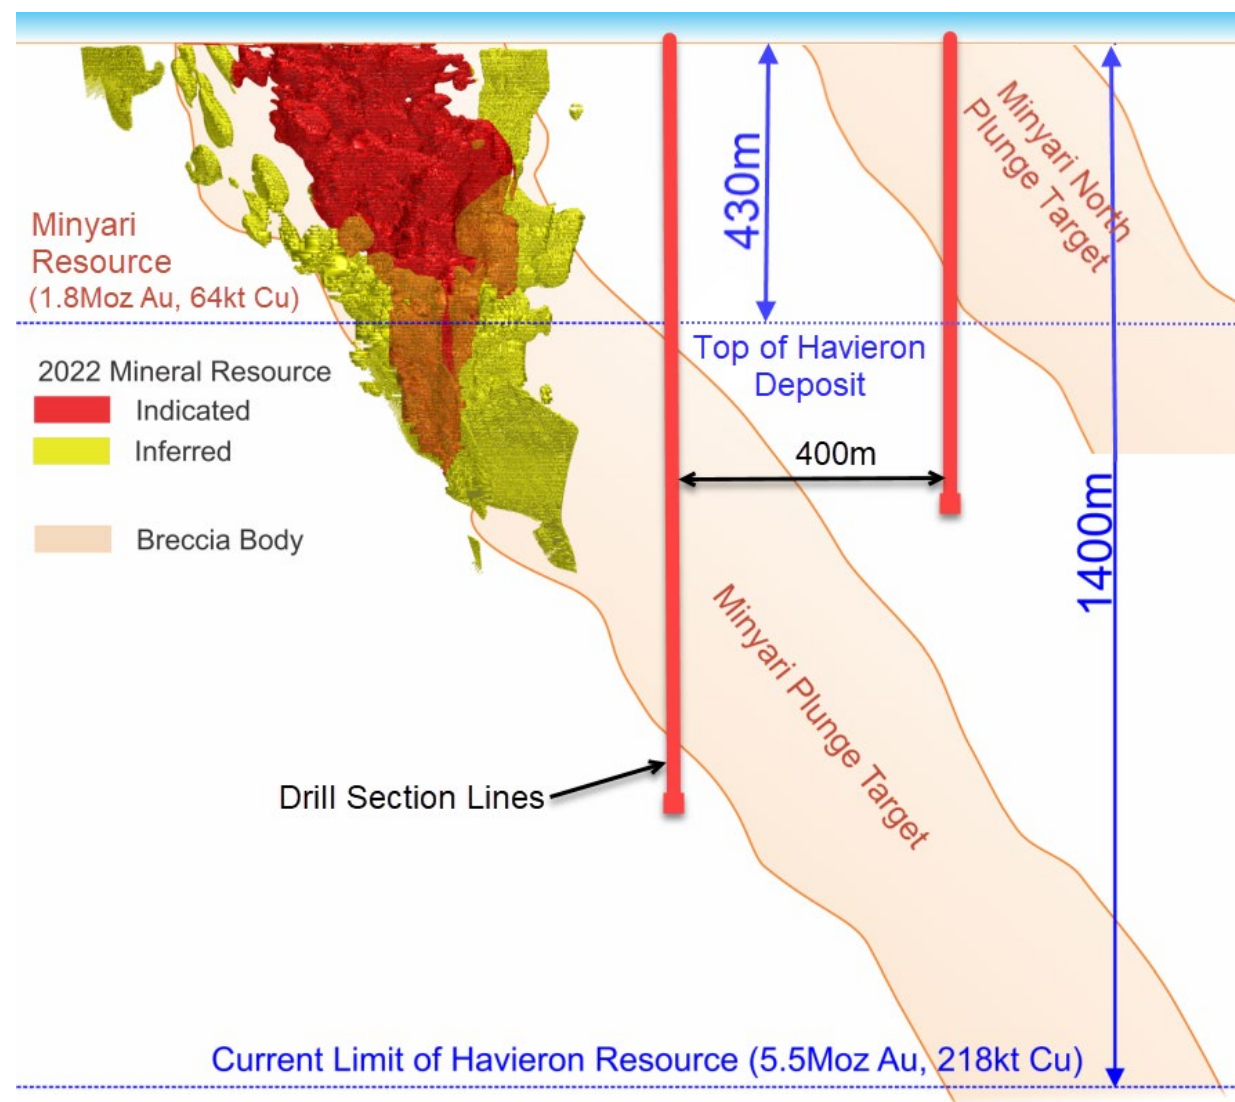 430m
Minyari North
Plunge Target
Minyari
Resource
(1.8Moz Au, 64kt Cu)
Top of Havieron
Deposit
2022 Mineral Resource
Indicated
Inferred
Breccia Body
400m
1400m
Minyari Plunge Target
Drill Section Lines
Current Limit of Havieron Resource (5.5Moz Au, 218kt Cu)